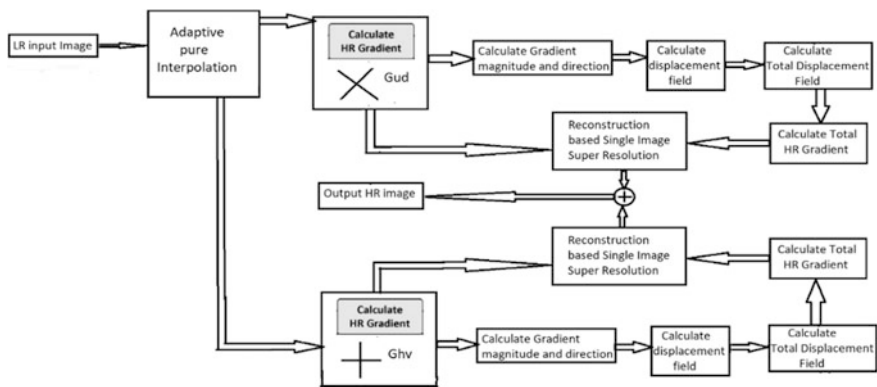 LR input Image
Adaptive
pure
Interpolation
Calculate
HR Gradient
Gud
Calculate Gradient
magnitude and direction
Calculate
displacement
field
Calculate
Total Displacement
Field
Calculate Total
HR Gradient
Reconstruction
based Single Image
Super Resolution
Output HR image
Reconstruction
based Single Image
Super Resolution
Calculate Total
HR Gradient
Calculate
HR Gradient
Ghv
Calculate Gradient
magnitude and direction
Calculate
displacement
field
Calculate
Total Displacement
Field